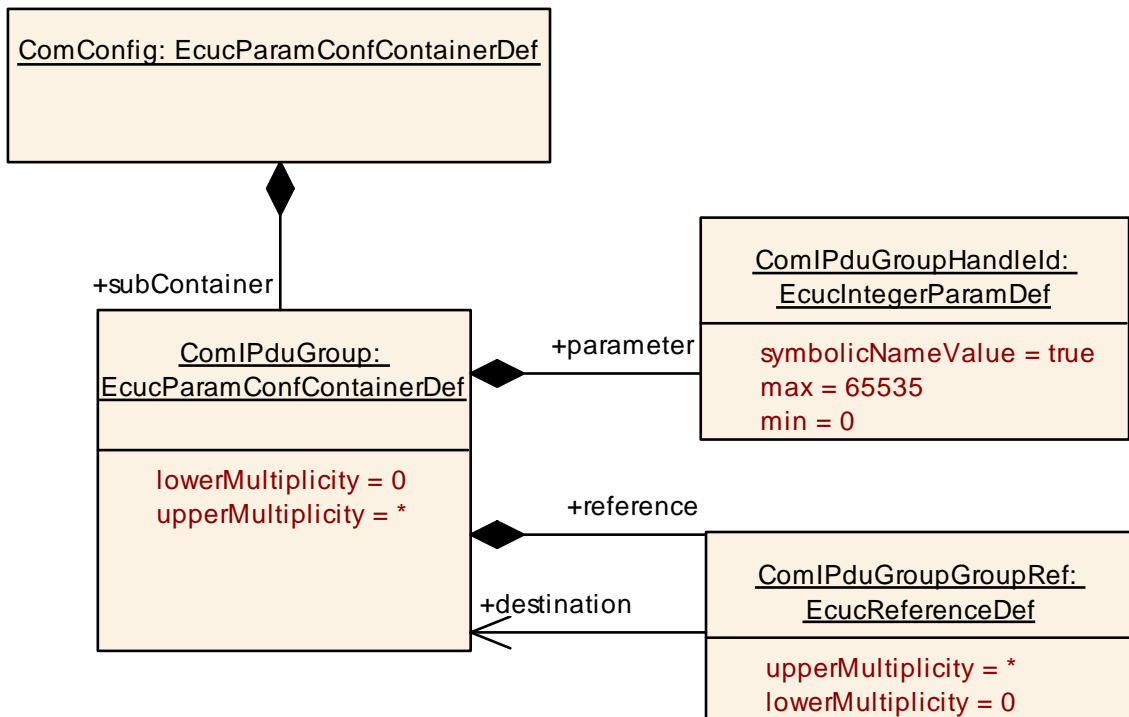 ComConfig: EcucParamConfContainerDef
+subContainer
ComIPduGroup:
EcucParamConfContainerDef
lowerMultiplicity = 0
upperMultiplicity = *
+parameter
ComIPduGroupHandleId:
EcucIntegerParamDef
symbolicNameValue = true
max = 65535
min = 0
+reference
+destination
ComIPduGroupGroupRef:
EcucReferenceDef
upperMultiplicity = *
lowerMultiplicity = 0